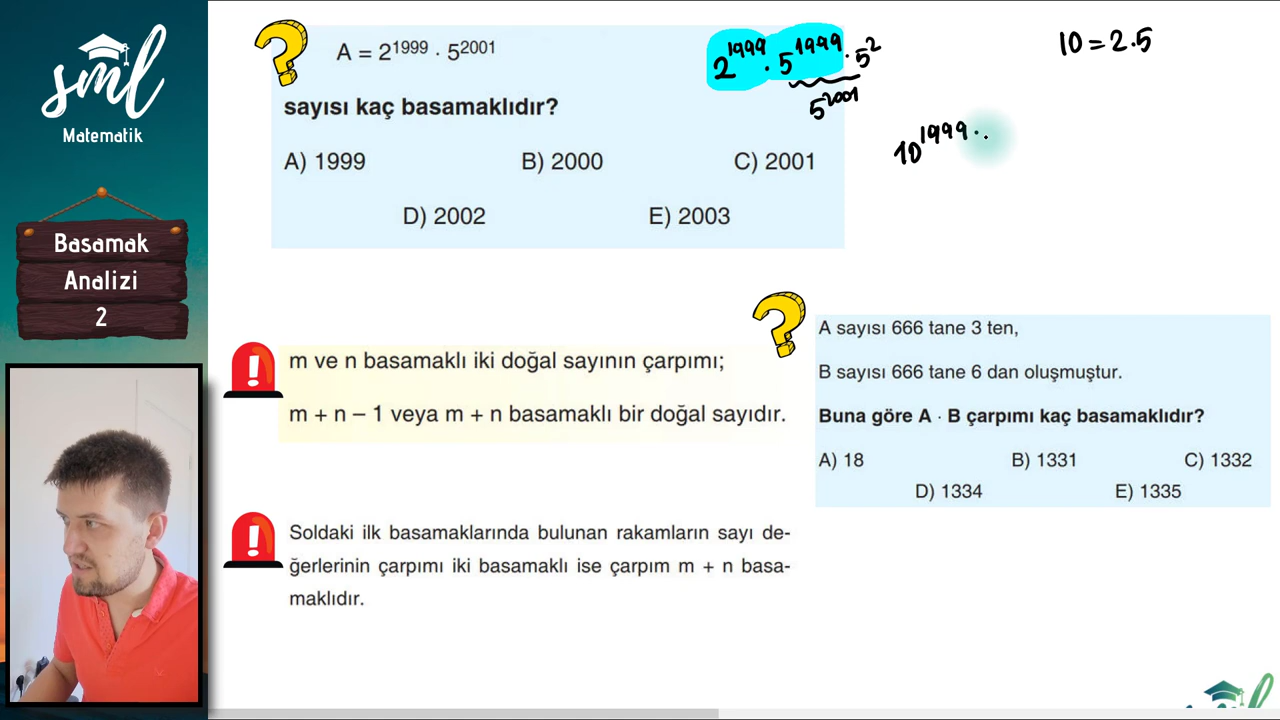 sml
Matematik
Basamak
Analizi
2
A = 2^1999 · 5^2001
sayısı kaç basamaklıdır?
A) 1999 B) 2000 C) 2001
D) 2002 E) 2003
2^1999 · 5^1999 · 5^2
5^2001
10 = 2.5
10^1999 ..
m ve n basamaklı iki doğal sayının çarpımı;
m + n – 1 veya m + n basamaklı bir doğal sayıdır.
Soldaki ilk basamaklarında bulunan rakamların sayı de-
ğerlerinin çarpımı iki basamaklı ise çarpım m + n basa-
maklıdır.
A sayısı 666 tane 3 ten,
B sayısı 666 tane 6 dan oluşmuştur.
Buna göre A · B çarpımı kaç basamaklıdır?
A) 18 B) 1331 C) 1332
D) 1334 E) 1335